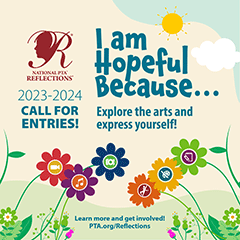 R
NATIONAL PTA®
REFLECTIONS®
2023-2024
CALL FOR
ENTRIES!
I am
Hopeful
Because...
Explore the arts and
express yourself!
Learn more and get involved!
PTA.org/Reflections